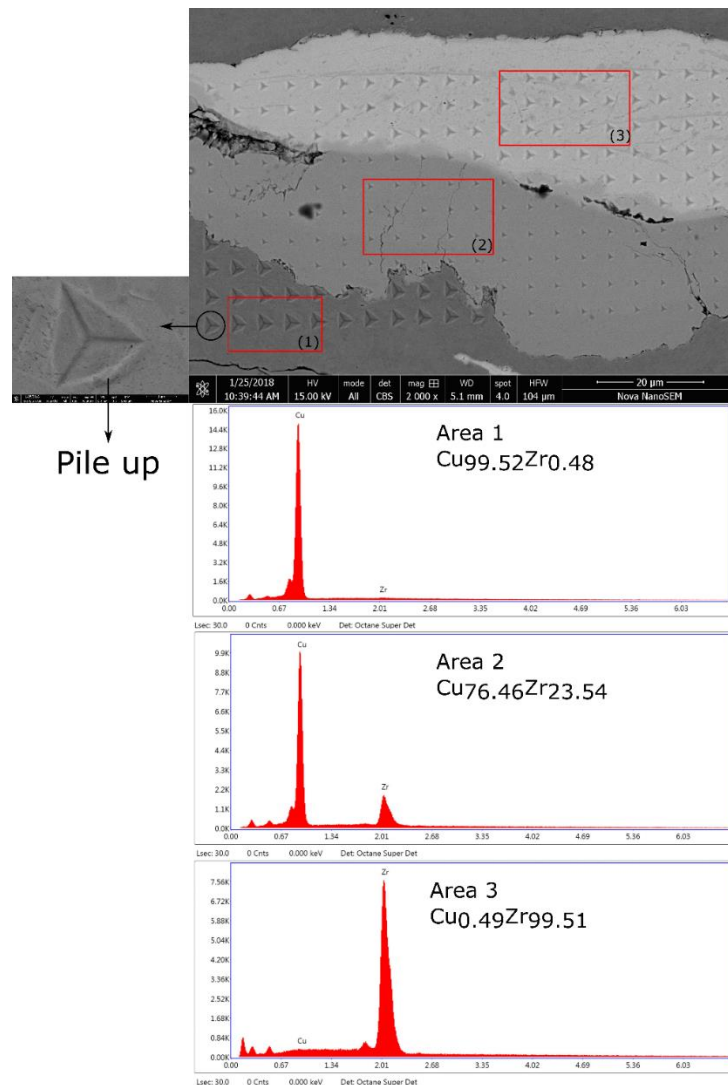 (3)
(2)
(1)
1/25/2018 HV mode det mag ⊞ WD spot HFW 20 µm
10:39:44 AM 15.00 kV All CBS 2 000 x 5.1 mm 4.0 104 µm Nova NanoSEM
Pile up
Cu
Area 1
Cu99.52Zr0.48
16.0K
14.4K
12.8K
11.2K
9.6K
8.0K
6.4K
4.8K
3.2K
1.6K
0.0K
Zr
0.00 0.67 1.34 2.01 2.68 3.35 4.02 4.69 5.36 6.03
Lsec: 30.0 0 Cnts 0.000 keV Det: Octane Super Det
Cu
Area 2
Cu76.46Zr23.54
9.9K
8.8K
7.7K
6.6K
5.5K
4.4K
3.3K
2.2K
1.1K
0.0K
Zr
0.00 0.67 1.34 2.01 2.68 3.35 4.02 4.69 5.36 6.03
Lsec: 30.0 0 Cnts 0.000 keV Det: Octane Super Det
Zr
Area 3
Cu0.49Zr99.51
7.56K
6.72K
5.88K
5.04K
4.20K
3.36K
2.52K
1.68K
0.84K
0.00K
Cu
0.00 0.67 1.34 2.01 2.68 3.35 4.02 4.69 5.36 6.03
Lsec: 30.0 0 Cnts 0.000 keV Det: Octane Super Det